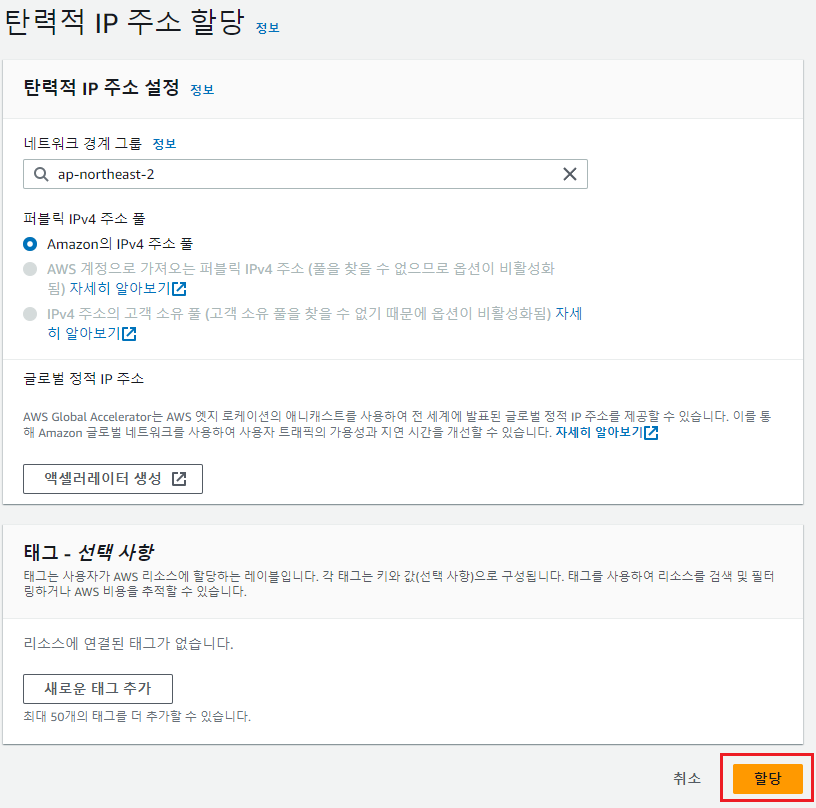 탄력적 IP 주소 할당 정보
탄력적 IP 주소 설정 정보
네트워크 경계 그룹 정보
ap-northeast-2
퍼블릭 IPv4 주소 풀
Amazon의 IPv4 주소 풀
AWS 계정으로 가져오는 퍼블릭 IPv4 주소 (풀을 찾을 수 없으므로 옵션이 비활성화
됨) 자세히 알아보기
IPv4 주소의 고객 소유 풀 (고객 소유 풀을 찾을 수 없기 때문에 옵션이 비활성화됨) 자세
히 알아보기
글로벌 정적 IP 주소
AWS Global Accelerator는 AWS 엣지 로케이션의 애니캐스트를 사용하여 전 세계에 발표된 글로벌 정적 IP 주소를 제공할 수 있습니다. 이를 통
해 Amazon 글로벌 네트워크를 사용하여 사용자 트래픽의 가용성과 지연 시간을 개선할 수 있습니다. 자세히 알아보기
액셀러레이터 생성
태그 - 선택 사항
태그는 사용자가 AWS 리소스에 할당하는 레이블입니다. 각 태그는 키와 값(선택 사항)으로 구성됩니다. 태그를 사용하여 리소스를 검색 및 필터
링하거나 AWS 비용을 추적할 수 있습니다.
리소스에 연결된 태그가 없습니다.
새로운 태그 추가
최대 50개의 태그를 더 추가할 수 있습니다.
취소 할당